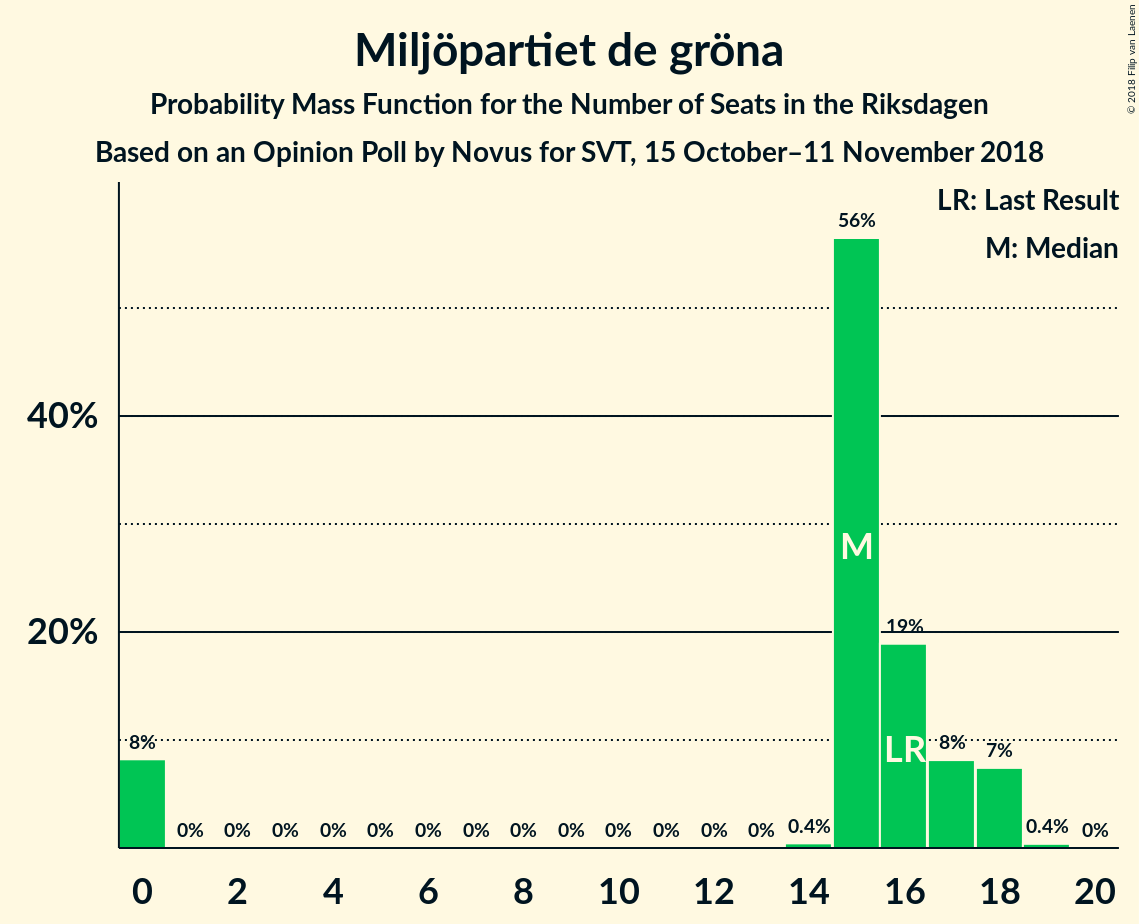 © 2018 Filip van Laenen
Miljöpartiet de gröna
Probability Mass Function for the Number of Seats in the Riksdagen
Based on an Opinion Poll by Novus for SVT, 15 October–11 November 2018
LR: Last Result
M: Median
56%
40%
M
20%
19%
8%
LR
8%
7%
0% 0% 0% 0% 0% 0% 0% 0% 0% 0% 0% 0% 0% 0.4% 0.4% 0%
0 2 4 6 8 10 12 14 16 18 20